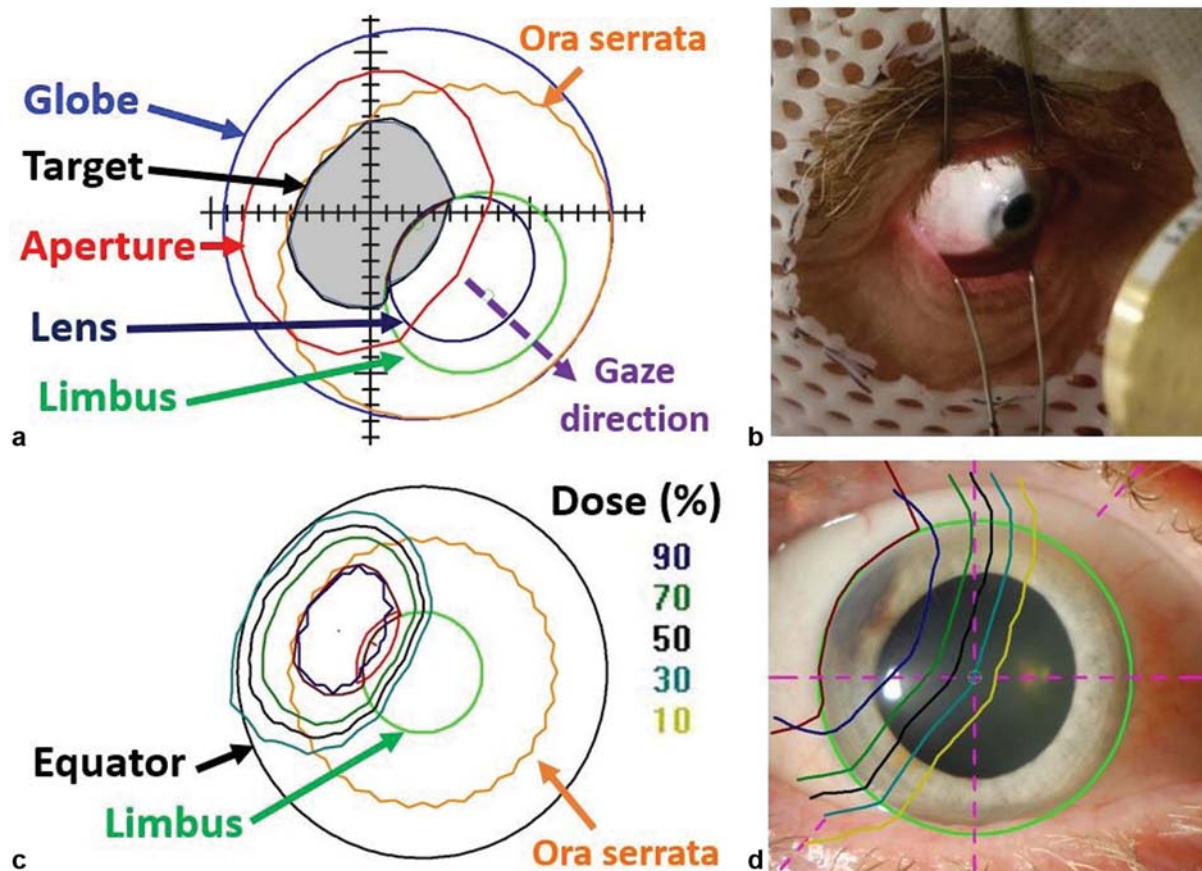 Ora serrata
Globe
Target
Aperture
Lens
Limbus
Gaze
direction
a
b
Dose (%)
90
70
50
30
10
Equator
Limbus
Ora serrata
c
d